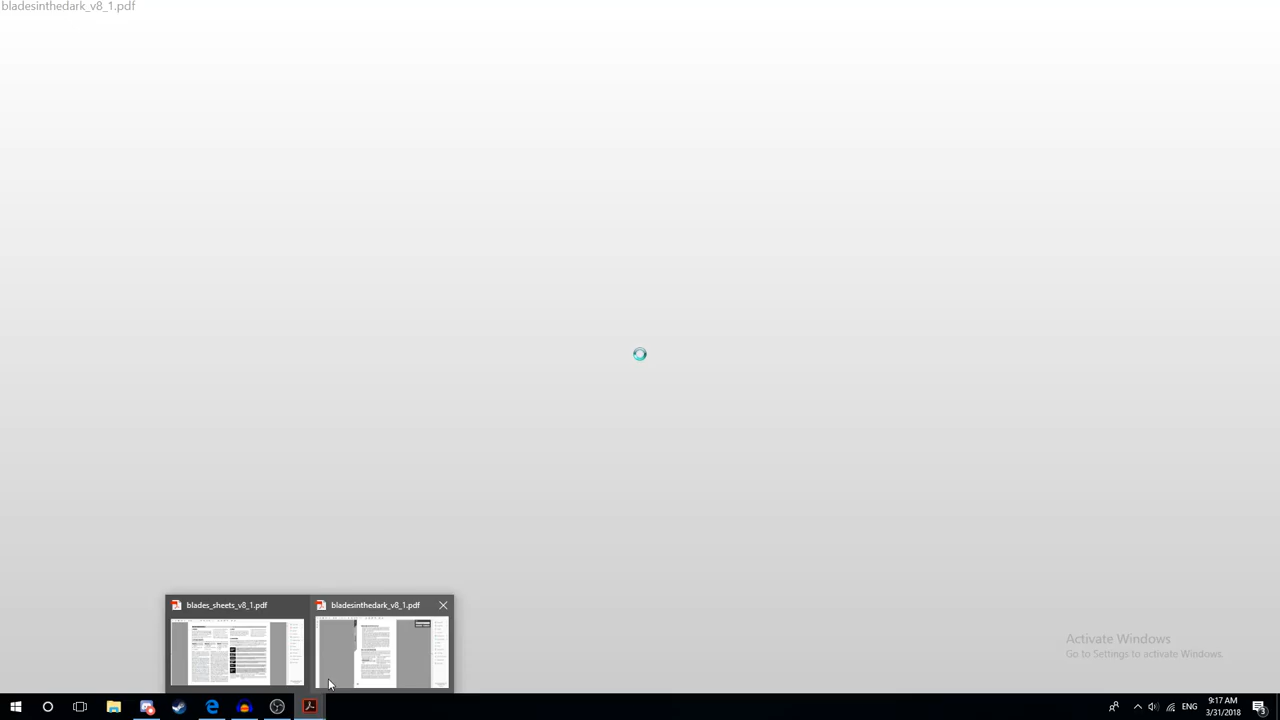 bladesinthedark_v8_1.pdf
blades_sheets_v8_1.pdf
bladesinthedark_v8_1.pdf
Activate Windows
Go to Settings to activate Windows.
ENG
9:17 AM
3/31/2018
3